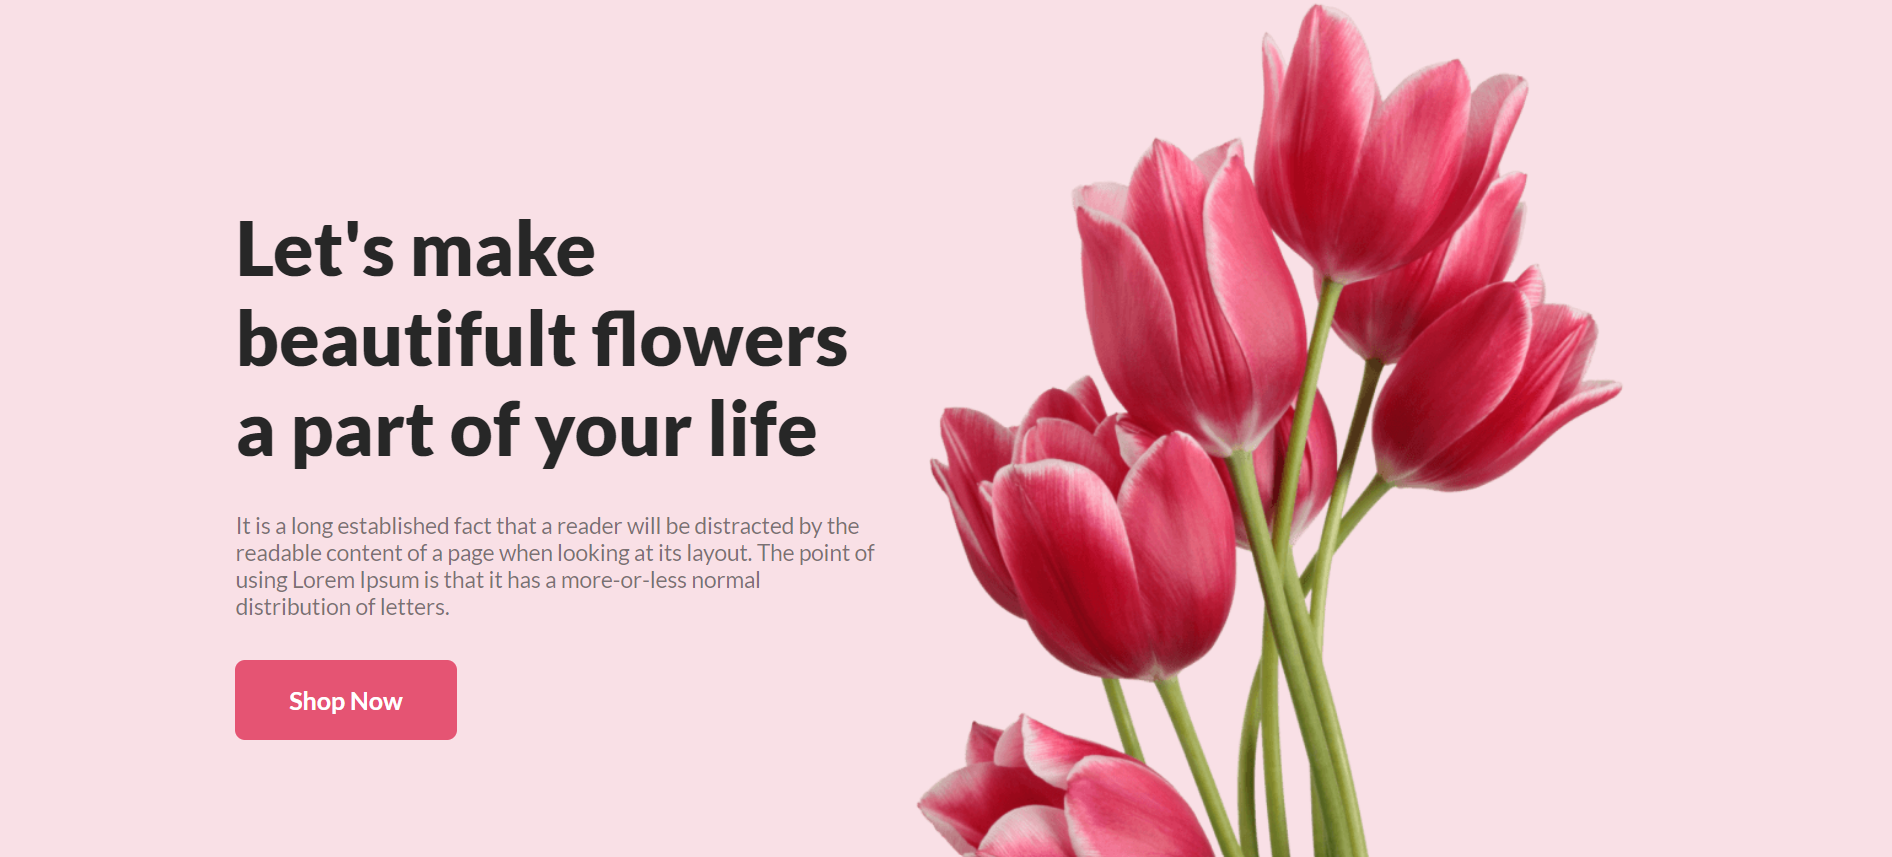 Let's make
beautifult flowers
a part of your life
It is a long established fact that a reader will be distracted by the
readable content of a page when looking at its layout. The point of
using Lorem Ipsum is that it has a more-or-less normal
distribution of letters.
Shop Now